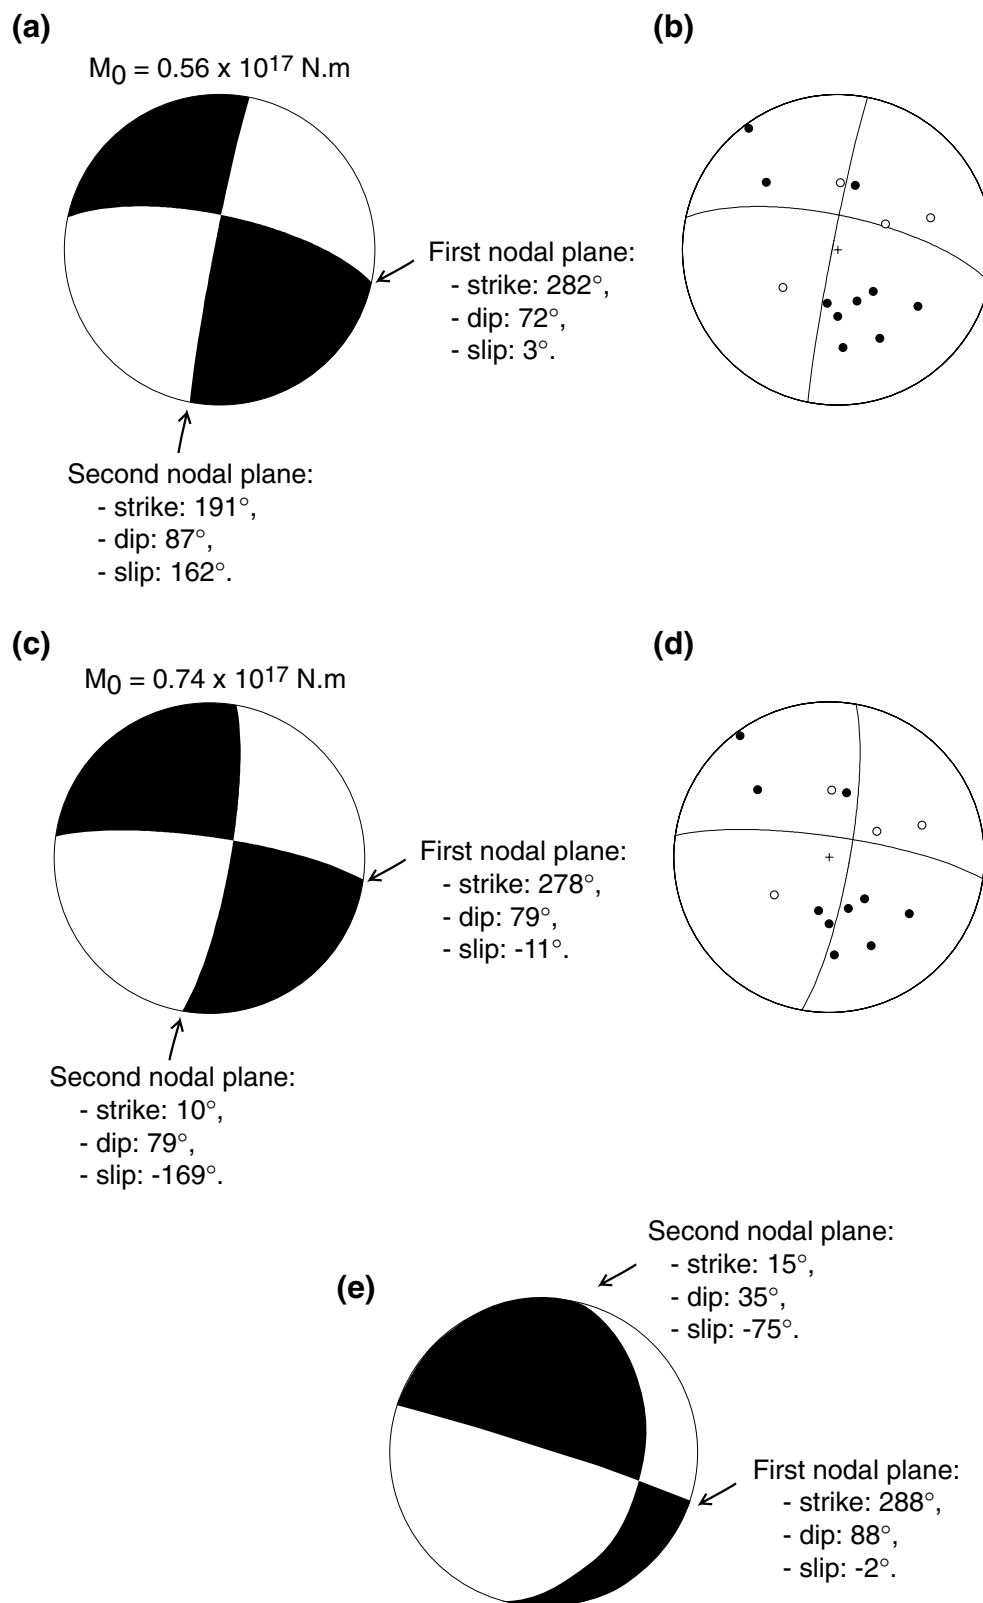 (a)
M0 = 0.56 x 10^17 N.m
First nodal plane:
- strike: 282°,
- dip: 72°,
- slip: 3°.
Second nodal plane:
- strike: 191°,
- dip: 87°,
- slip: 162°.
(b)
(c)
M0 = 0.74 x 10^17 N.m
First nodal plane:
- strike: 278°,
- dip: 79°,
- slip: -11°.
Second nodal plane:
- strike: 10°,
- dip: 79°,
- slip: -169°.
(d)
(e)
Second nodal plane:
- strike: 15°,
- dip: 35°,
- slip: -75°.
First nodal plane:
- strike: 288°,
- dip: 88°,
- slip: -2°.